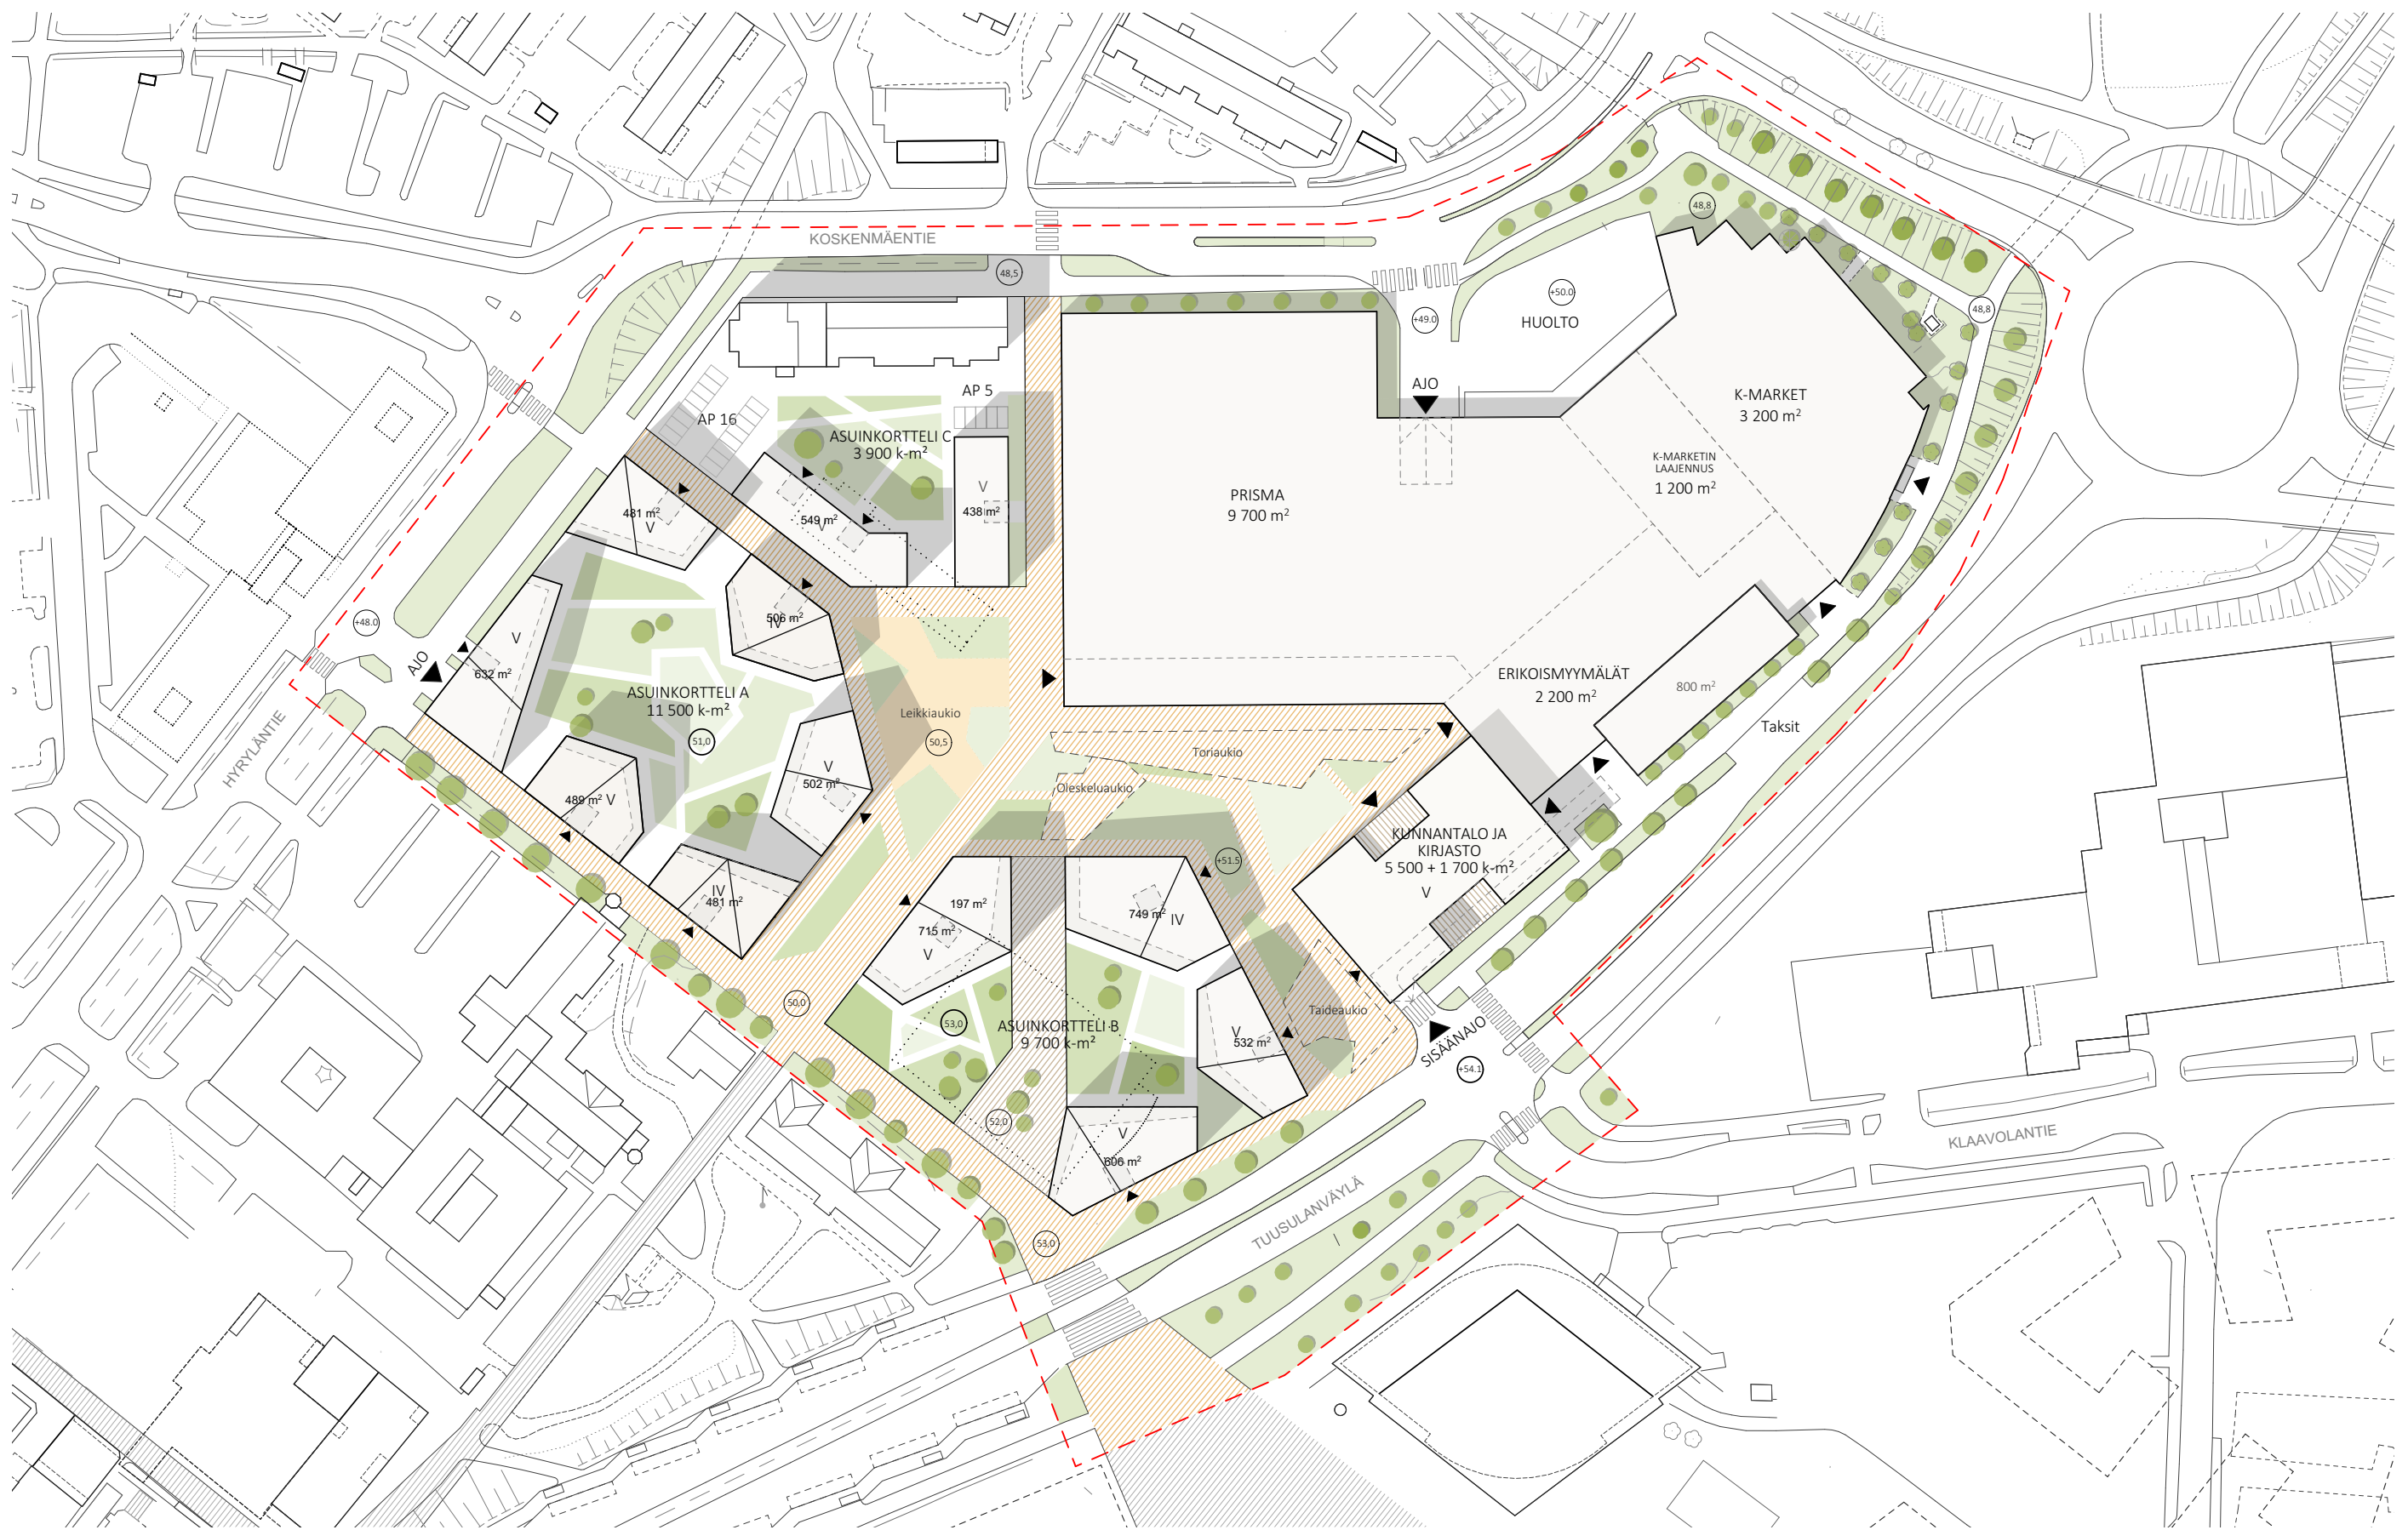 KOSKENMÄENTIE
48,5
48,8
+50.0
HUOLTO
+49.0
48,8
AJO
AP 5
AP 16
ASUINKORTTELI C
3 900 k-m²
K-MARKET
3 200 m²
K-MARKETIN
LAAJENNUS
1 200 m²
PRISMA
9 700 m²
481 m²
V
549 m²
V
V
438 m²
506 m²
IV
+48.0
AJO
V
632 m²
HYRYLÄNTIE
ASUINKORTTELI A
11 500 k-m²
51,0
Leikkiaukio
50,5
ERIKOISMYYMÄLÄT
2 200 m²
800 m²
Taksit
Toriaukio
Oleskeluaukio
V
502 m²
489 m² V
IV
481 m²
KUNNANTALO JA
KIRJASTO
5 500 + 1 700 k-m²
V
+51.5
197 m²
715 m²
V
749 m² IV
50,0
53,0
ASUINKORTTELI B
9 700 k-m²
V
532 m²
Taideaukio
SISÄÄNAJO
+54.1
52,0
V
606 m²
53,0
TUUSULANVÄYLÄ
KLAAVOLANTIE